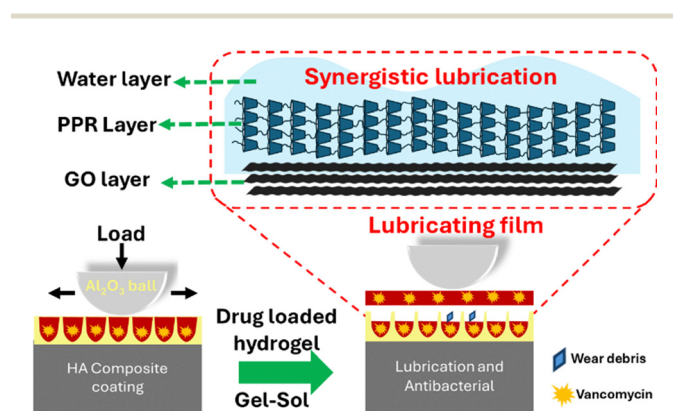 Synergistic lubrication
Water layer
PPR Layer
GO layer
Lubricating film
Load
Al₂O₃ ball
Drug loaded
hydrogel
Gel-Sol
HA Composite
coating
Lubrication and
Antibacterial
Wear debris
Vancomycin